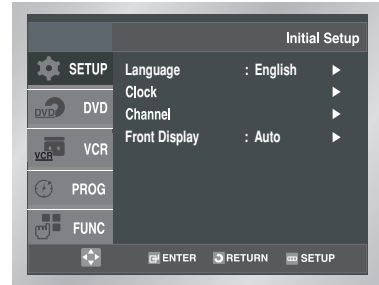 Initial Setup
SETUP
DVD
DVD
VCR
VCR
PROG
FUNC
Language : English ►
Clock ►
Channel ►
Front Display : Auto ►
ENTER RETURN SETUP